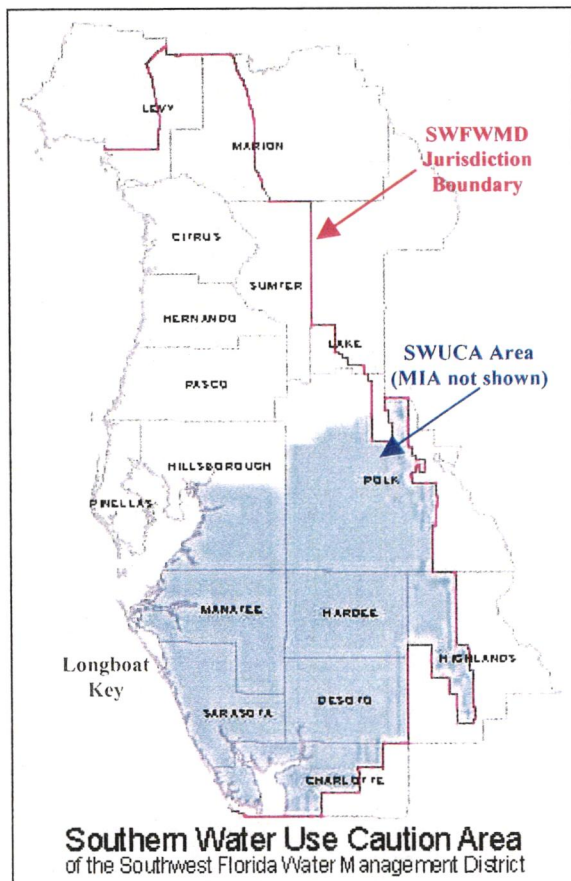 LEVY
MARION
SWFWMD
Jurisdiction
Boundary
CITRUS
SUMTER
HERNANDO
LAKE
SWUCA Area
(MIA not shown)
PASCO
HILLSBOROUGH
POLK
PINELLAS
MANATEE
HARDEE
Longboat
Key
HIGHLANDS
SARASOTA
DESOTO
CHARLOTTE
Southern Water Use Caution Area
of the Southwest Florida Water Management District